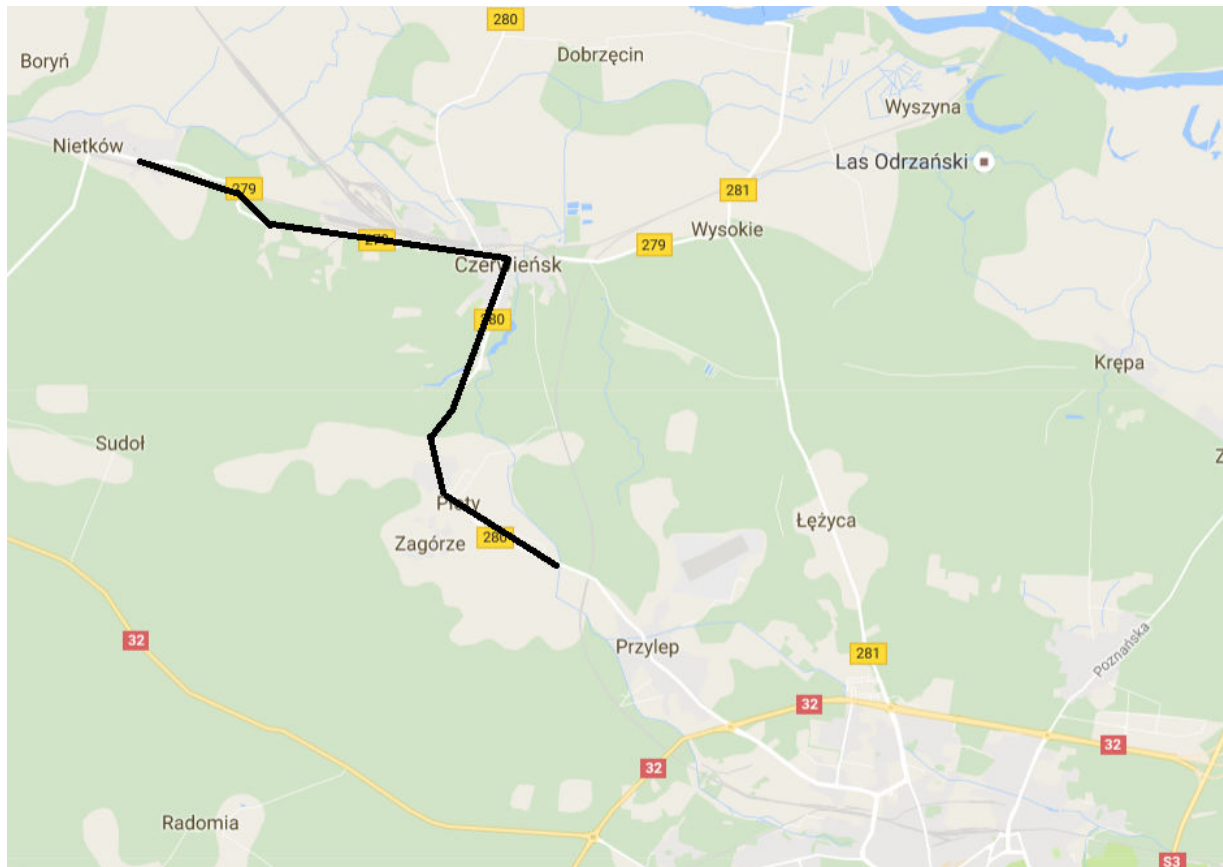 280
Boryń
Dobrzęcin
Wyszyna
Nietków
Las Odrzański
279
281
Wysokie
279
279
Czerwieńsk
280
Krępa
Sudoł
Z
Płoty
Łężyca
Zagórze
280
32
Przylep
281
Poznańska
32
32
32
Radomia
S3